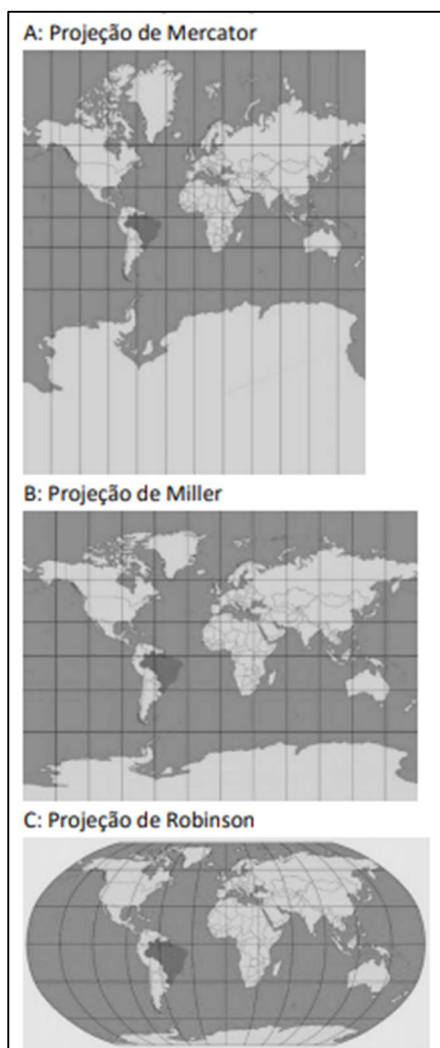 A: Projeção de Mercator
B: Projeção de Miller
C: Projeção de Robinson